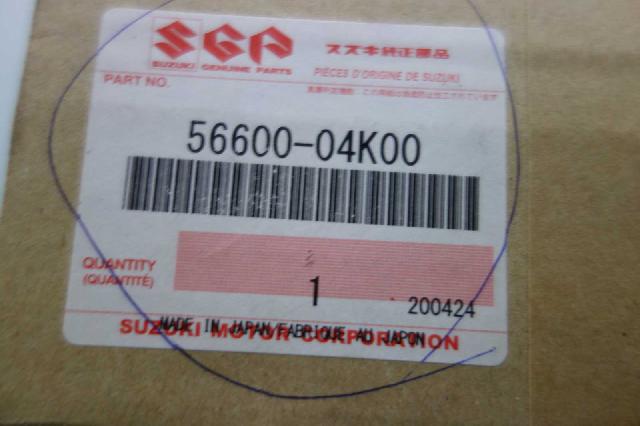 SGP スズキ純正部品
SUZUKI GENUINE PARTS PIÈCES D'ORIGINE DE SUZUKI
PART NO.
56600-04K00
QUANTITY
(QUANTITÉ)
1
200424
MADE IN JAPAN/FABRIQUE AU JAPON
SUZUKI MOTOR CORPORATION